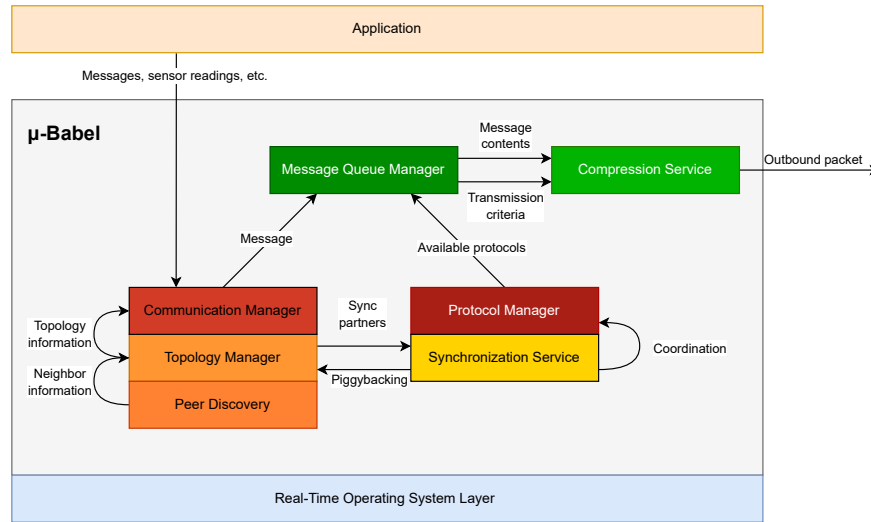 Application
Messages, sensor readings, etc.
μ-Babel
Message Queue Manager
Message
contents
Transmission
criteria
Compression Service
Outbound packet
Message
Available protocols
Communication Manager
Topology Manager
Peer Discovery
Topology
information
Neighbor
information
Sync
partners
Piggybacking
Protocol Manager
Synchronization Service
Coordination
Real-Time Operating System Layer